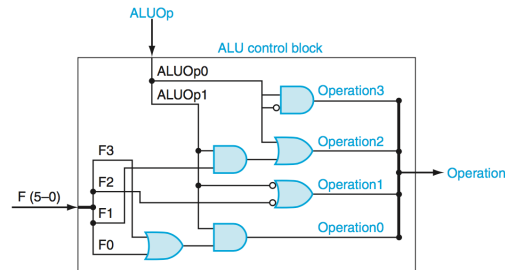 ALUOp
ALU control block
ALUOp0
ALUOp1
Operation3
Operation2
F3
F2
Operation1
Operation
F (5–0)
F1
Operation0
F0